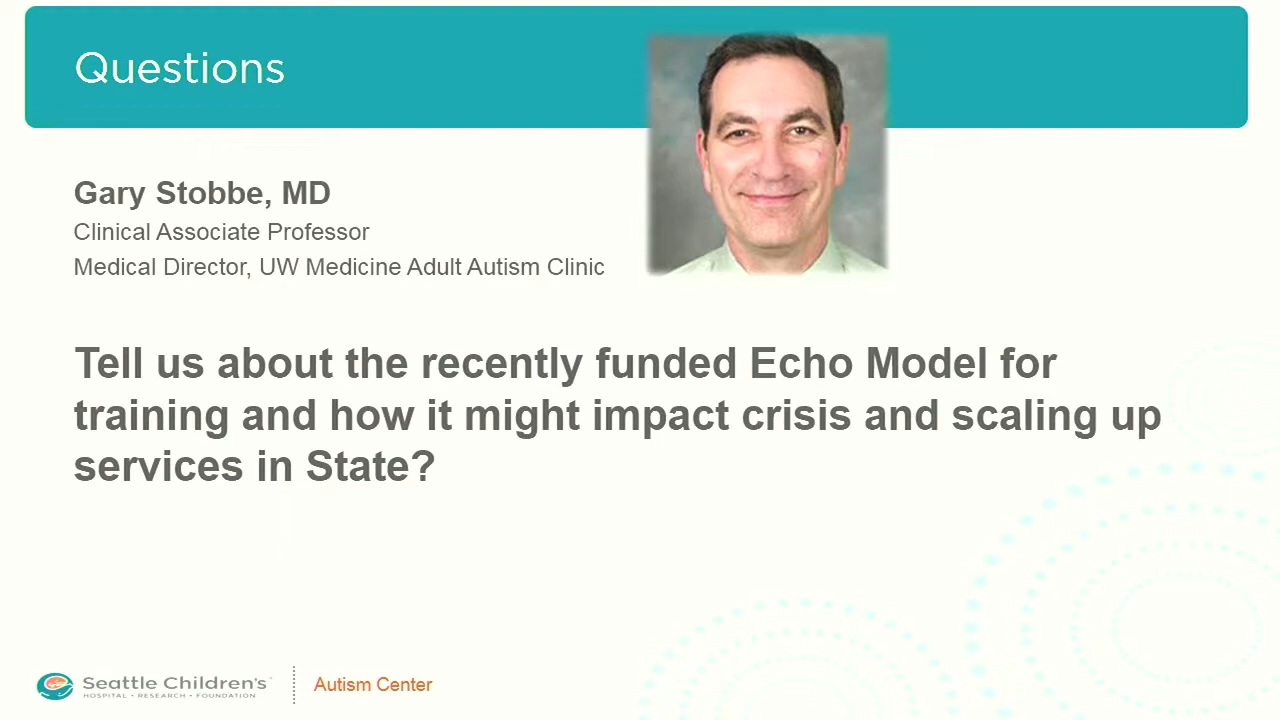 Questions
Gary Stobbe, MD
Clinical Associate Professor
Medical Director, UW Medicine Adult Autism Clinic
Tell us about the recently funded Echo Model for
training and how it might impact crisis and scaling up
services in State?
Seattle Children's
HOSPITAL • RESEARCH • FOUNDATION
Autism Center